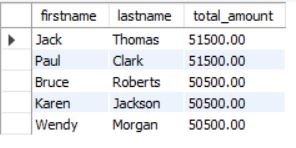 firstname lastname total_amount
Jack Thomas 51500.00
Paul Clark 51500.00
Bruce Roberts 50500.00
Karen Jackson 50500.00
Wendy Morgan 50500.00